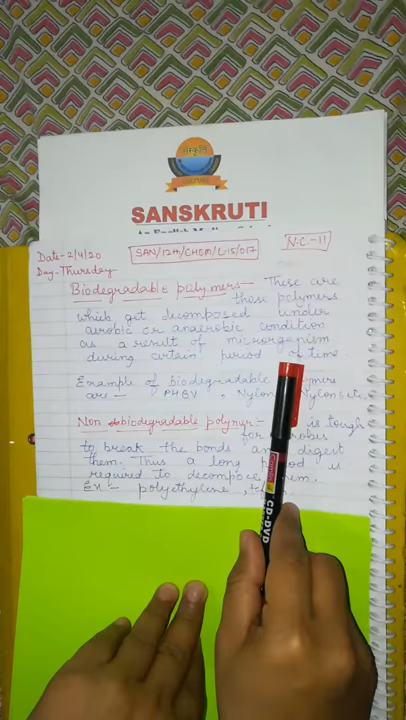 संस्कृति
SANSKRUTI
Date - 2/4/20
SAN/12th/CHEM/L-15/017
N.C.-11
Day - Thursday
Biodegradable polymers - These are
those polymers
which get decomposed under
aerobic or anaerobic condition
as a result of microrganism
during certain period of time.
Example of biodegradable
are - PHBV , Nylon
Non biodegradable polymer - is tough
for
to break the bonds and digest
them. Thus a long is
required to decompose
Ex - polyethylene ,
CD-DVD